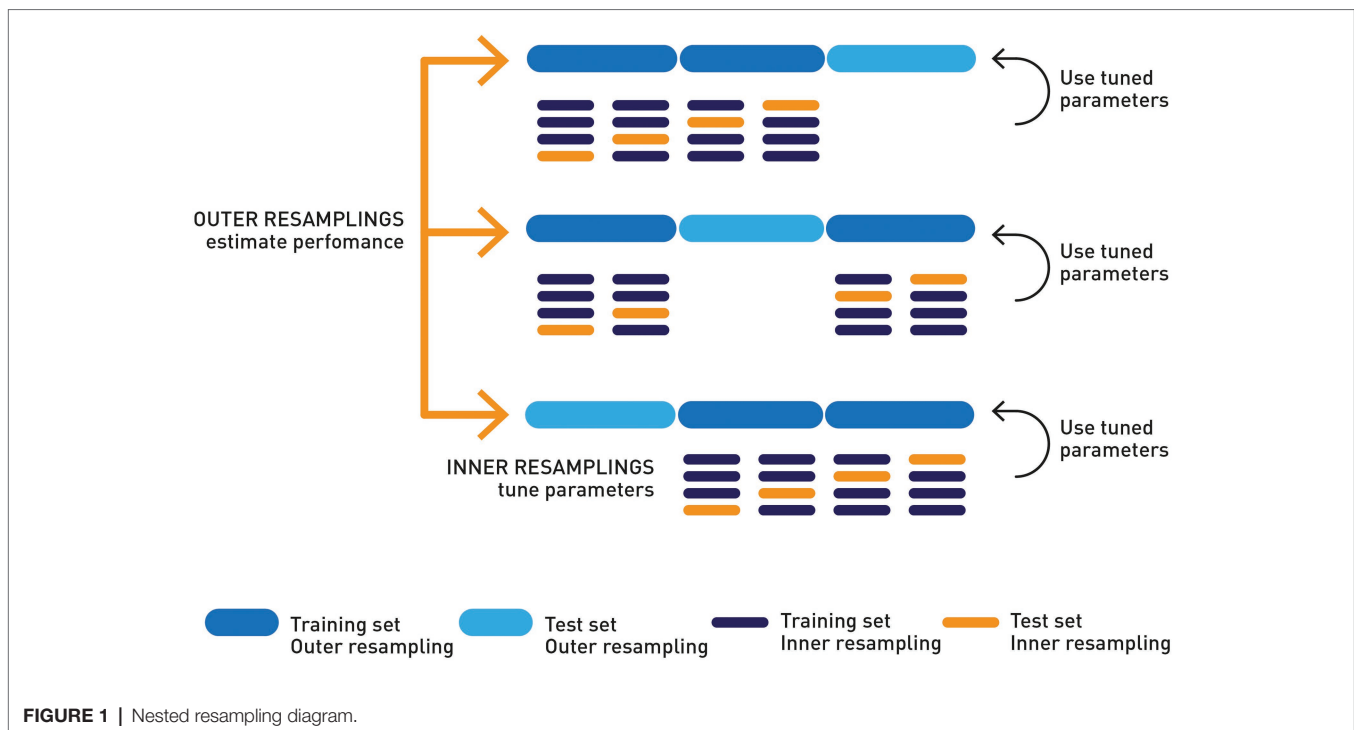 Use tuned
parameters
OUTER RESAMPLINGS
estimate perfomance
Use tuned
parameters
INNER RESAMPLINGS
tune parameters
Use tuned
parameters
Training set
Outer resampling
Test set
Outer resampling
Training set
Inner resampling
Test set
Inner resampling
FIGURE 1 | Nested resampling diagram.